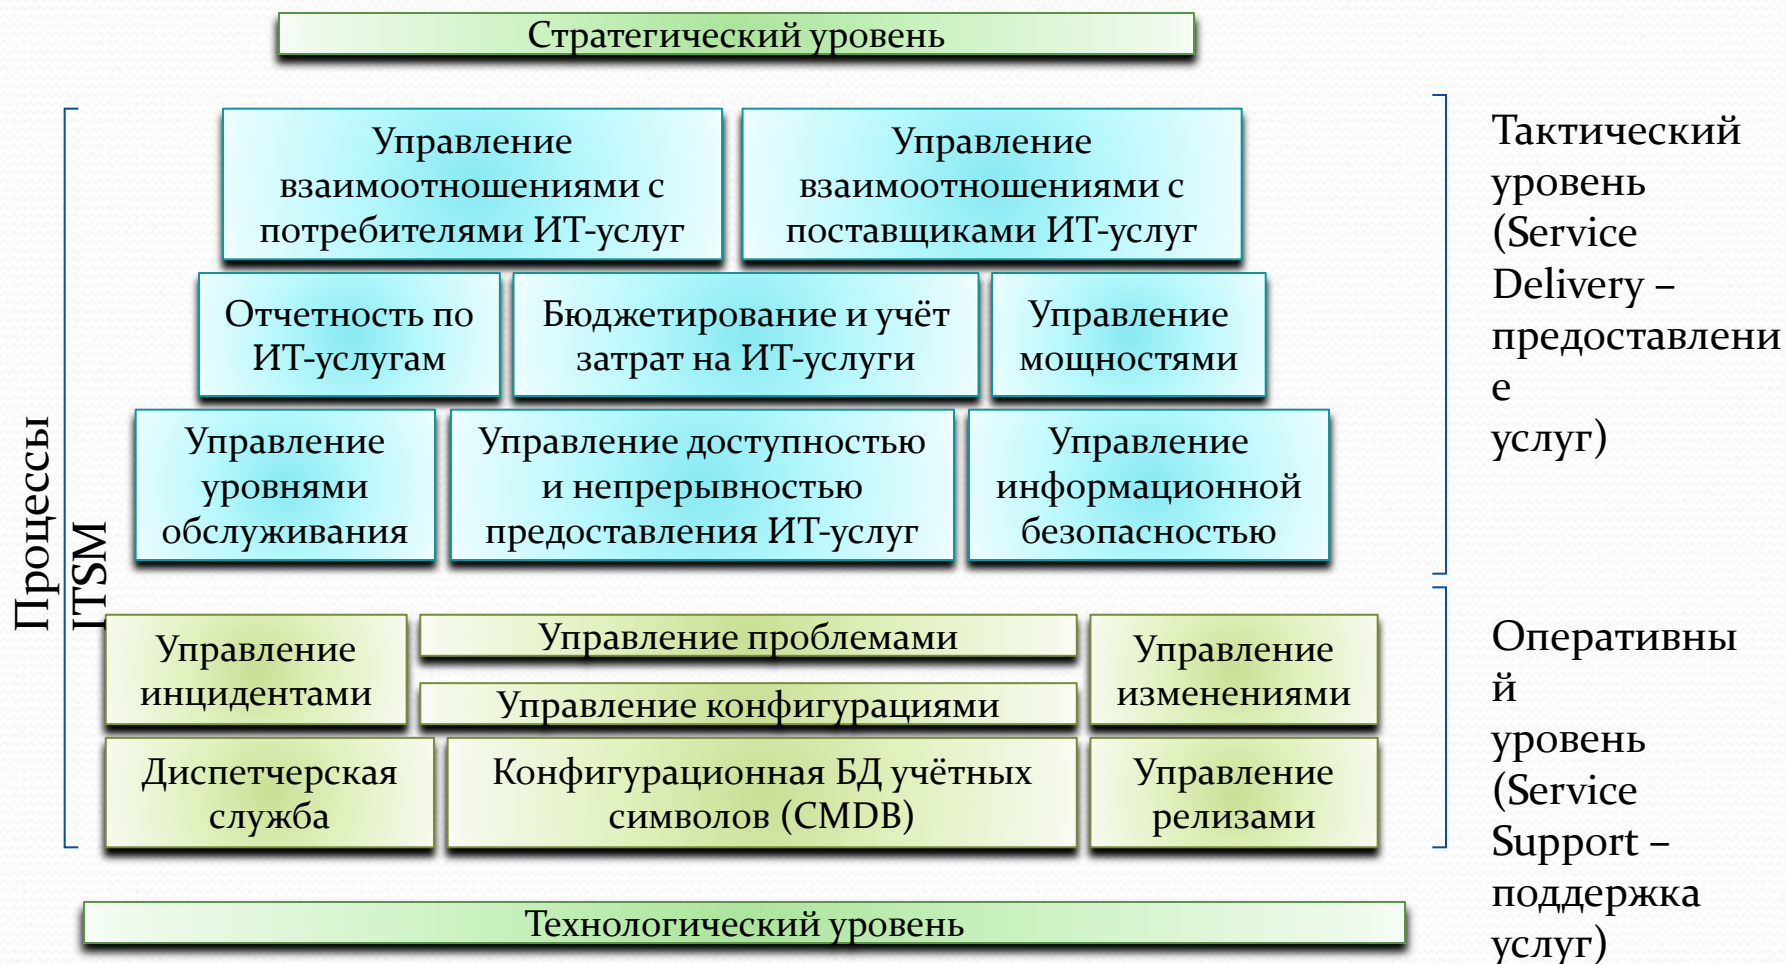 Стратегический уровень
Управление
взаимоотношениями с
потребителями ИТ-услуг
Управление
взаимоотношениями с
поставщиками ИТ-услуг
Отчетность по
ИТ-услугам
Бюджетирование и учёт
затрат на ИТ-услуги
Управление
мощностями
Управление
уровнями
обслуживания
Управление доступностью
и непрерывностью
предоставления ИТ-услуг
Управление
информационной
безопасностью
Тактический
уровень
(Service
Delivery –
предоставлени
е
услуг)
Процессы
ITSM
Управление
инцидентами
Управление проблемами
Управление конфигурациями
Управление
изменениями
Диспетчерская
служба
Конфигурационная БД учётных
символов (CMDB)
Управление
релизами
Оперативны
й
уровень
(Service
Support –
поддержка
услуг)
Технологический уровень